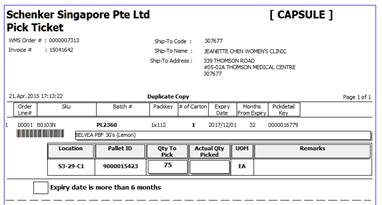 Schenker Singapore Pte Ltd [ CAPSULE ]
Pick Ticket
WMS Order # : 0000007313 Ship-To Code : 307677
Invoice # : 15041642 Ship-To Name : JEANETTE CHEN WOMEN'S CLINIC
Ship-To Address : 339 THOMSON ROAD
#05-02A THOMSON MEDICAL CENTRE
307677
21.Apr.2015 17:13:22 Duplicate Copy Page 1 of 1
Order Line# Sku Batch # Packkey # of Carton Expiry Date Months From Expiry Pickdetail Key
1 00001 80103N PL2360 1x112 1 2017/12/01 32 0000016779
BELVEA PBF 30's (Lemon)
Location Pallet ID Qty To Pick Actual Qty Picked UOM Remarks
S3-29-C1 9000015423 75 EA
Expiry date is more than 6 months